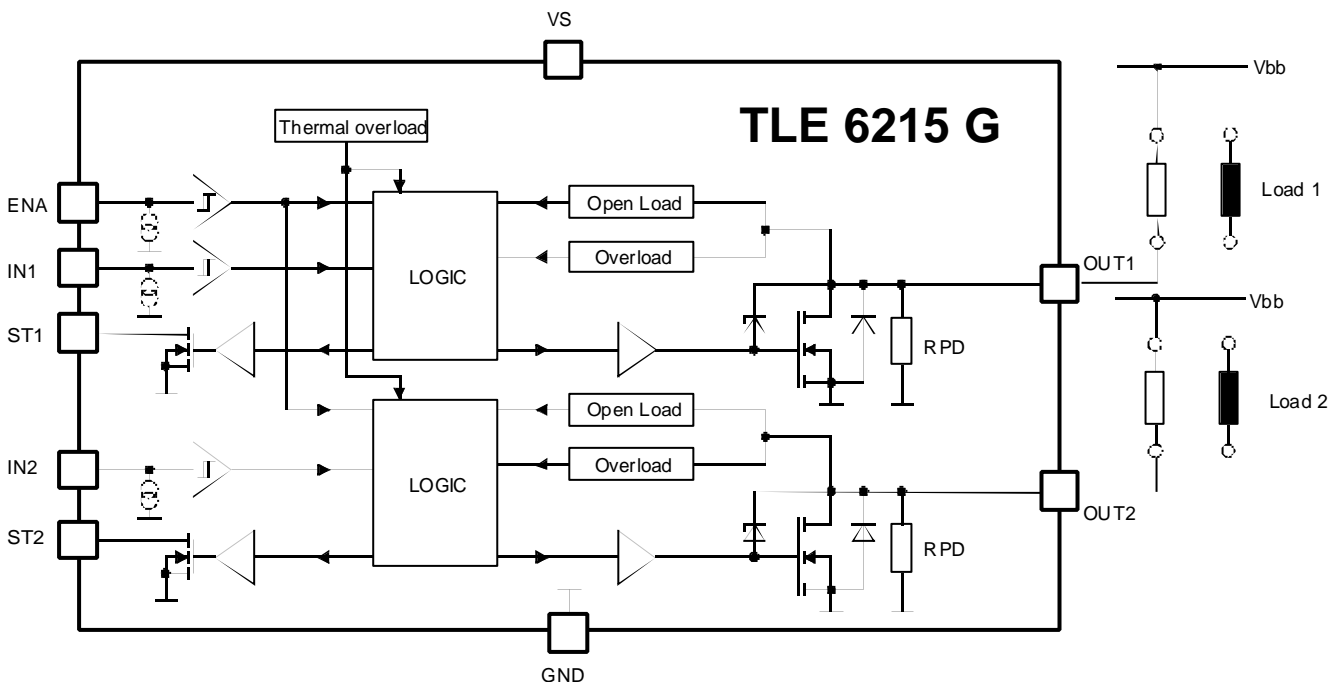 VS
Vbb
Thermal overload
TLE 6215 G
ENA
Open Load
Load 1
IN1
Overload
LOGIC
OUT1
Vbb
ST1
RPD
Open Load
Load 2
IN2
Overload
LOGIC
OUT2
ST2
RPD
GND